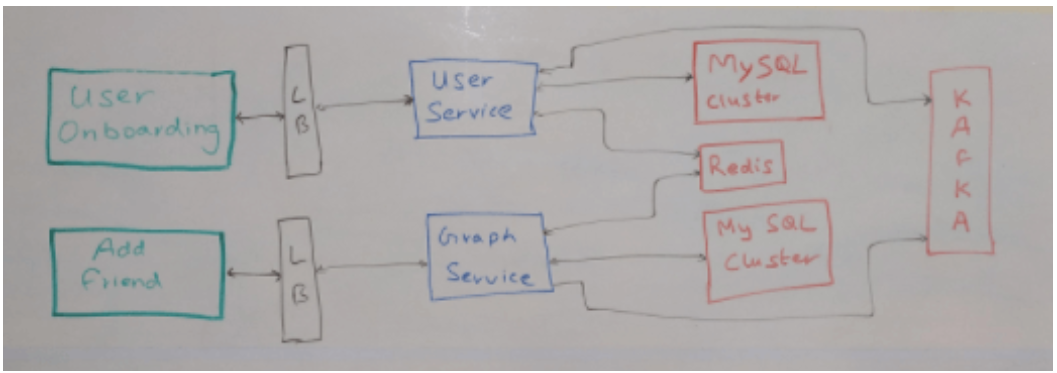 User
Onboarding
L
B
User
Service
MySQL
Cluster
Redis
K
A
F
K
A
Add
Friend
L
B
Graph
Service
My SQL
Cluster